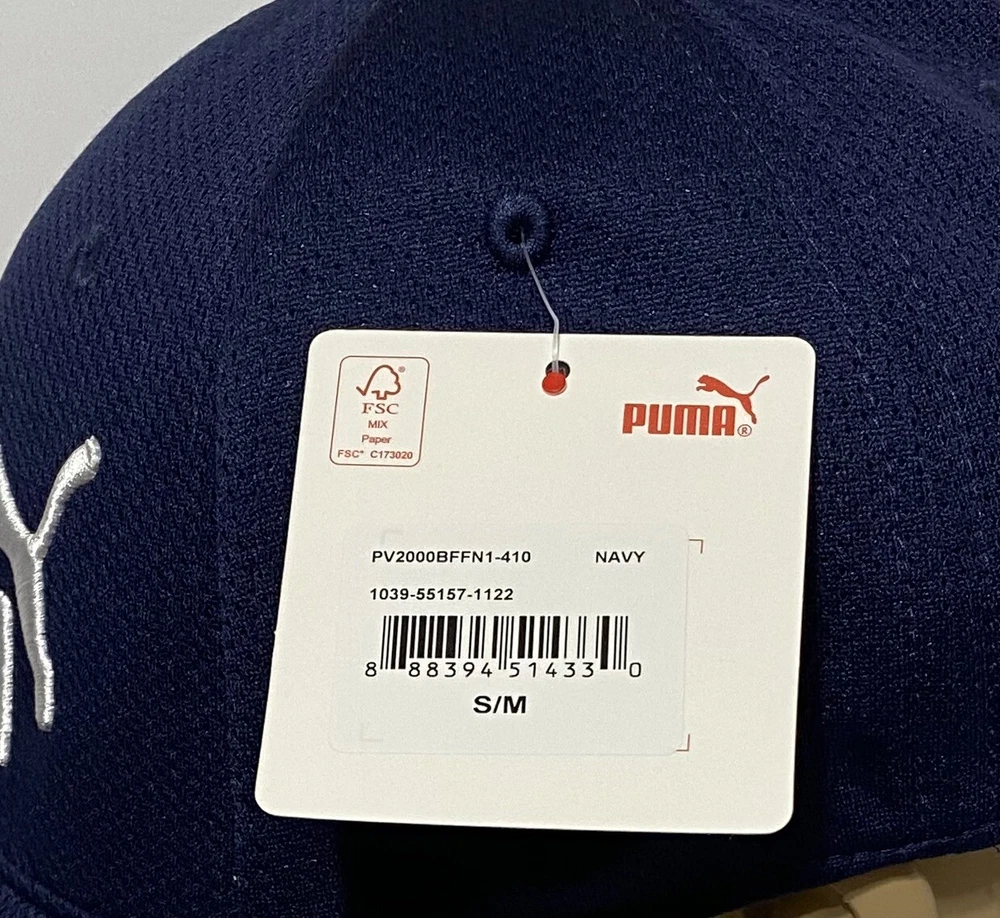 FSC®
MIX
Paper
FSC® C173020
PUMA®
PV2000BFFN1-410 NAVY
1039-55157-1122
8 88394 51433 0
S/M